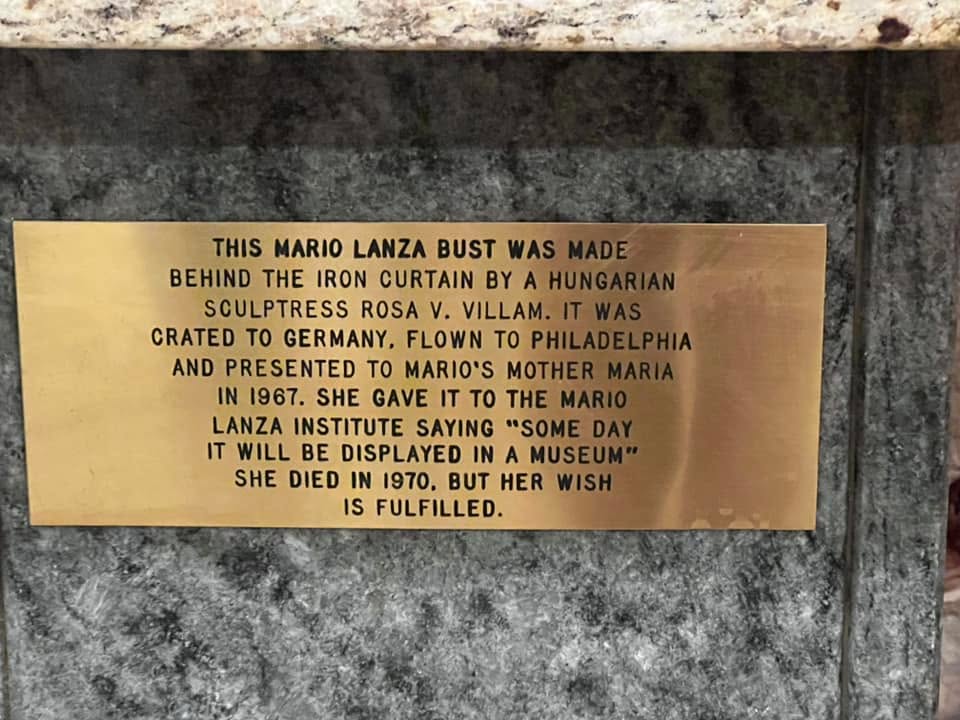 THIS MARIO LANZA BUST WAS MADE
BEHIND THE IRON CURTAIN BY A HUNGARIAN
SCULPTRESS ROSA V. VILLAM. IT WAS
CRATED TO GERMANY, FLOWN TO PHILADELPHIA
AND PRESENTED TO MARIO'S MOTHER MARIA
IN 1967. SHE GAVE IT TO THE MARIO
LANZA INSTITUTE SAYING "SOME DAY
IT WILL BE DISPLAYED IN A MUSEUM"
SHE DIED IN 1970, BUT HER WISH
IS FULFILLED.